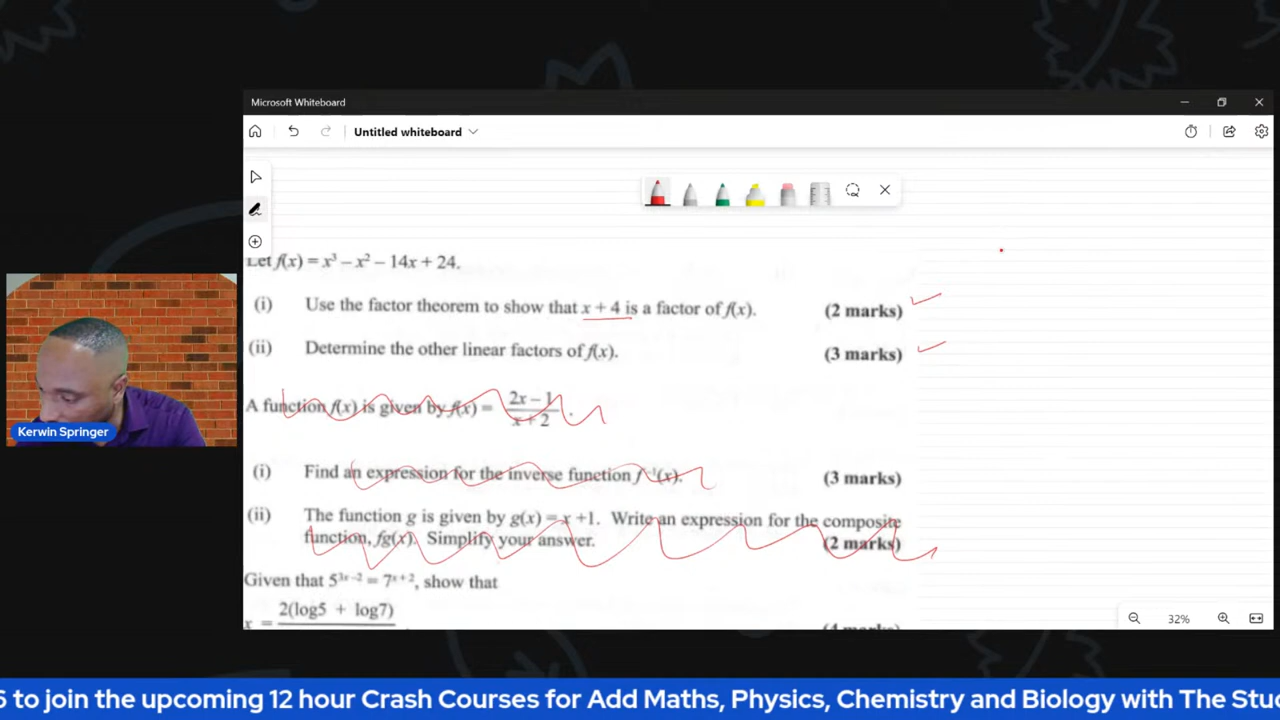 Microsoft Whiteboard
Untitled whiteboard
Let f(x) = x³ – x² – 14x + 24.
(i) Use the factor theorem to show that x + 4 is a factor of f(x). (2 marks)
(ii) Determine the other linear factors of f(x). (3 marks)
A function f(x) is given by f(x) = 2x – 1 / x + 2 .
(i) Find an expression for the inverse function f⁻¹(x). (3 marks)
(ii) The function g is given by g(x) = x +1. Write an expression for the composite
function, fg(x). Simplify your answer. (2 marks)
Given that 5³ˣ⁻² = 7ˣ⁺², show that
x = 2(log5 + log7)
Kerwin Springer
32%
6 to join the upcoming 12 hour Crash Courses for Add Maths, Physics, Chemistry and Biology with The Stu